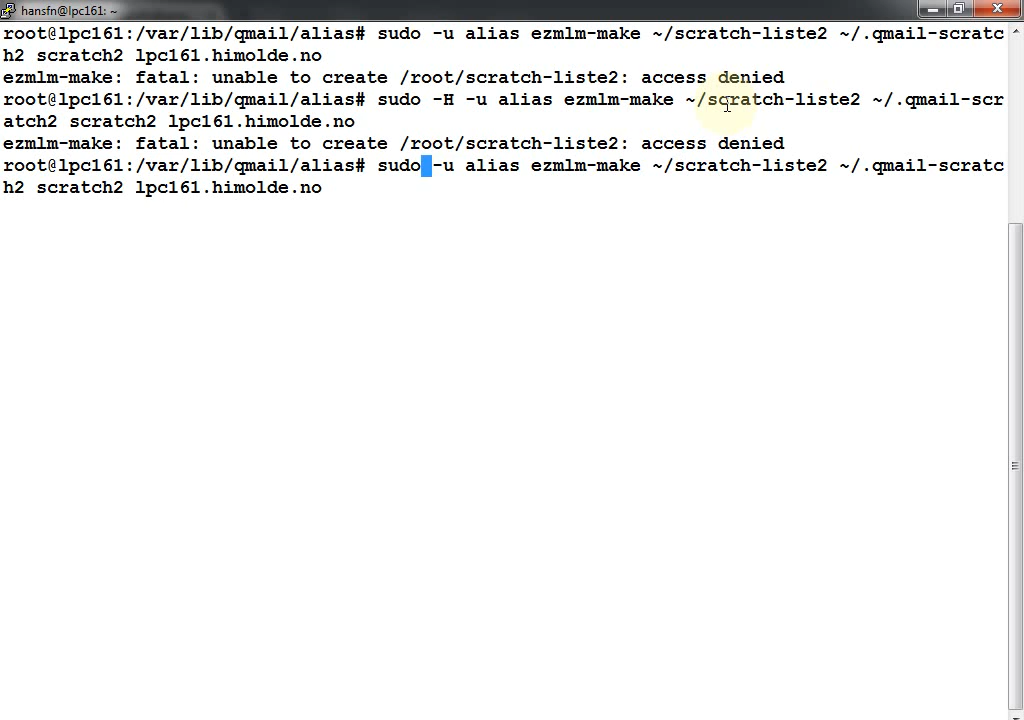 hansfn@lpc161: ~
root@lpc161:/var/lib/qmail/alias# sudo -u alias ezmlm-make ~/scratch-liste2 ~/.qmail-scratc
h2 scratch2 lpc161.himolde.no
ezmlm-make: fatal: unable to create /root/scratch-liste2: access denied
root@lpc161:/var/lib/qmail/alias# sudo -H -u alias ezmlm-make ~/scratch-liste2 ~/.qmail-scr
atch2 scratch2 lpc161.himolde.no
ezmlm-make: fatal: unable to create /root/scratch-liste2: access denied
root@lpc161:/var/lib/qmail/alias# sudo -u alias ezmlm-make ~/scratch-liste2 ~/.qmail-scratc
h2 scratch2 lpc161.himolde.no